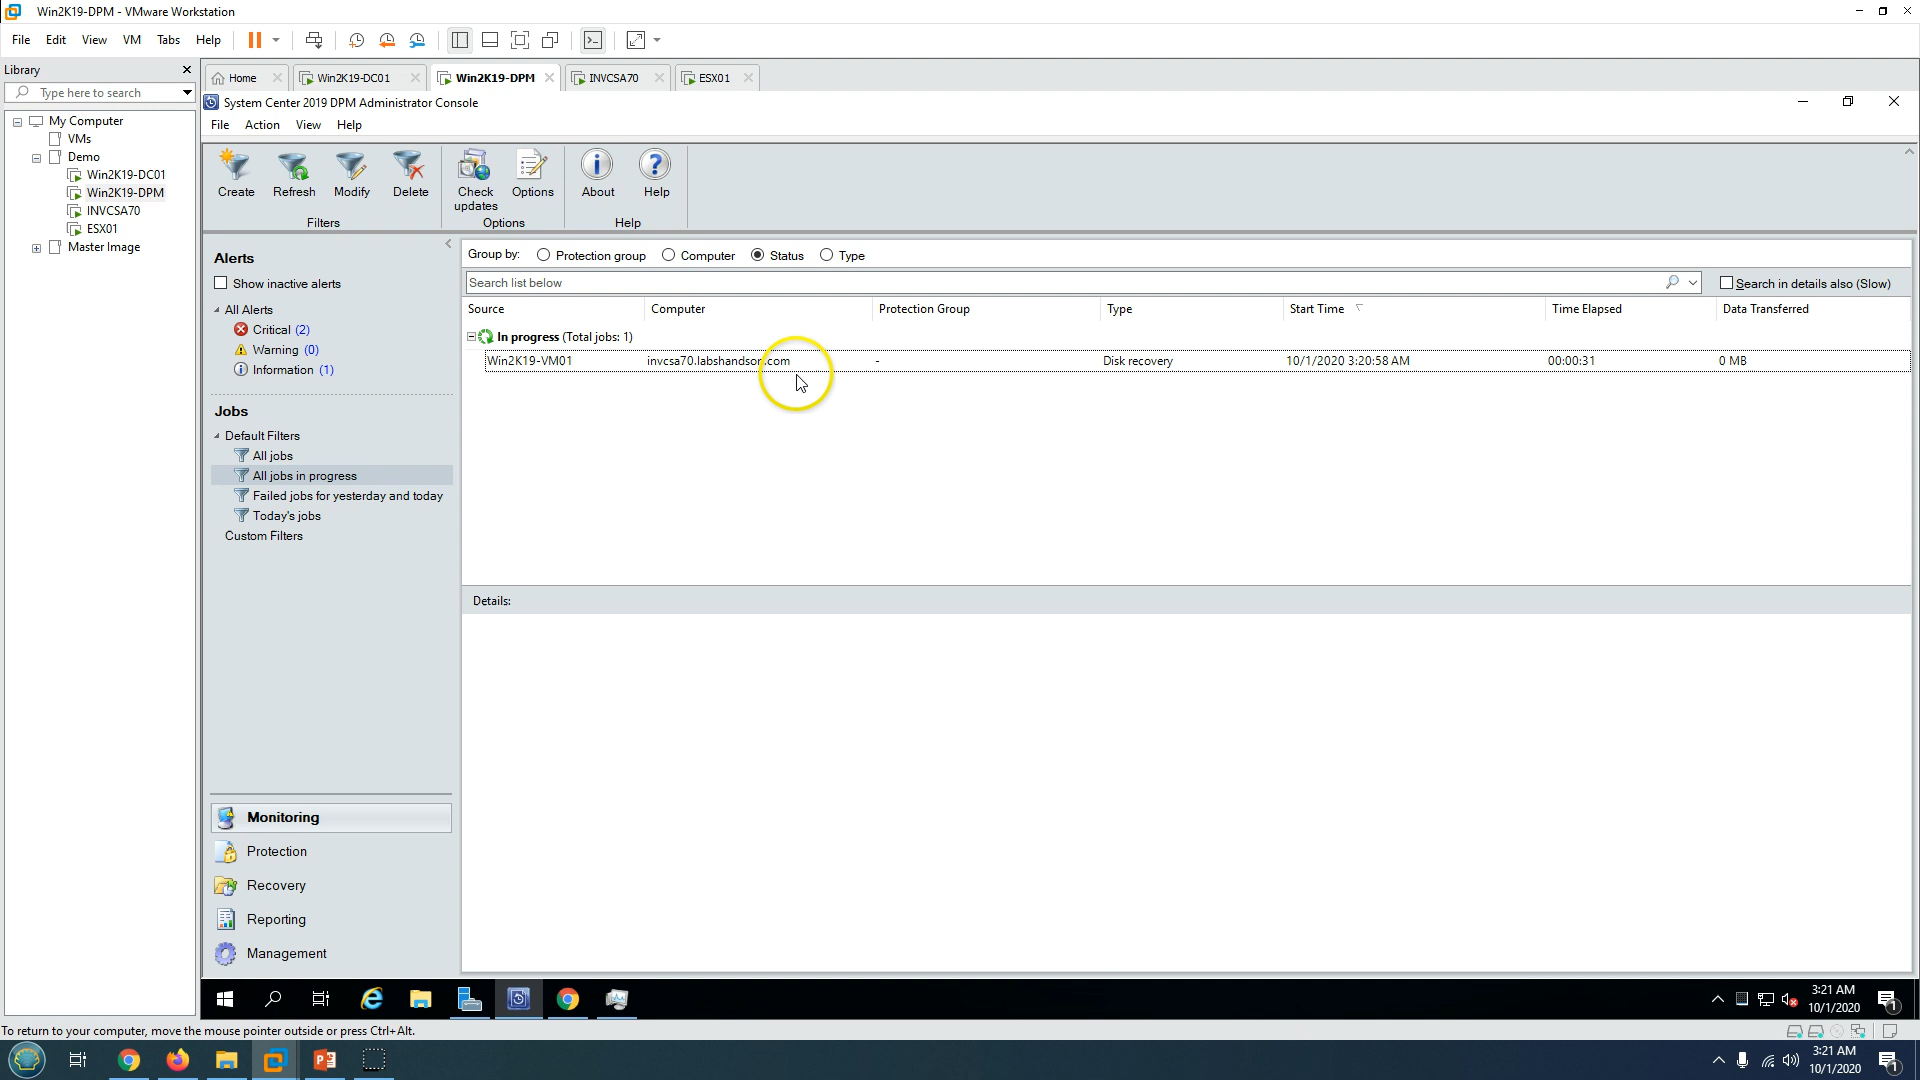 Win2K19-DPM - VMware Workstation
File Edit View VM Tabs Help
Library
Type here to search
My Computer
VMs
Demo
Win2K19-DC01
Win2K19-DPM
INVCSA70
ESX01
Master Image
Home Win2K19-DC01 Win2K19-DPM INVCSA70 ESX01
System Center 2019 DPM Administrator Console
File Action View Help
Create Refresh Modify Delete Check updates Options About Help
Filters Options Help
Alerts
Show inactive alerts
All Alerts
Critical (2)
Warning (0)
Information (1)
Jobs
Default Filters
All jobs
All jobs in progress
Failed jobs for yesterday and today
Today's jobs
Custom Filters
Monitoring
Protection
Recovery
Reporting
Management
Group by: Protection group Computer Status Type
Search list below
Search in details also (Slow)
Source Computer Protection Group Type Start Time Time Elapsed Data Transferred
In progress (Total jobs: 1)
Win2K19-VM01 invcsa70.labshandson.com - Disk recovery 10/1/2020 3:20:58 AM 00:00:31 0 MB
Details:
3:21 AM
10/1/2020
1
To return to your computer, move the mouse pointer outside or press Ctrl+Alt.
3:21 AM
10/1/2020
1